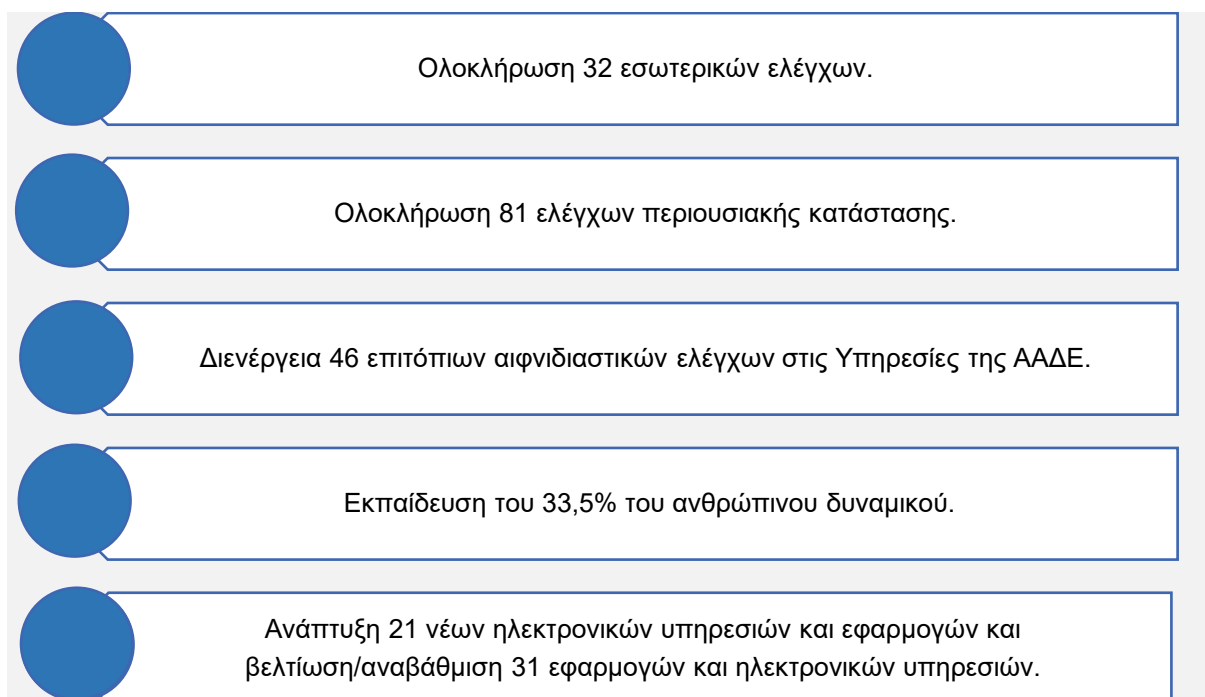 Ολοκλήρωση 32 εσωτερικών ελέγχων.
Ολοκλήρωση 81 ελέγχων περιουσιακής κατάστασης.
Διενέργεια 46 επιτόπιων αιφνιδιαστικών ελέγχων στις Υπηρεσίες της ΑΑΔΕ.
Εκπαίδευση του 33,5% του ανθρώπινου δυναμικού.
Ανάπτυξη 21 νέων ηλεκτρονικών υπηρεσιών και εφαρμογών και
βελτίωση/αναβάθμιση 31 εφαρμογών και ηλεκτρονικών υπηρεσιών.